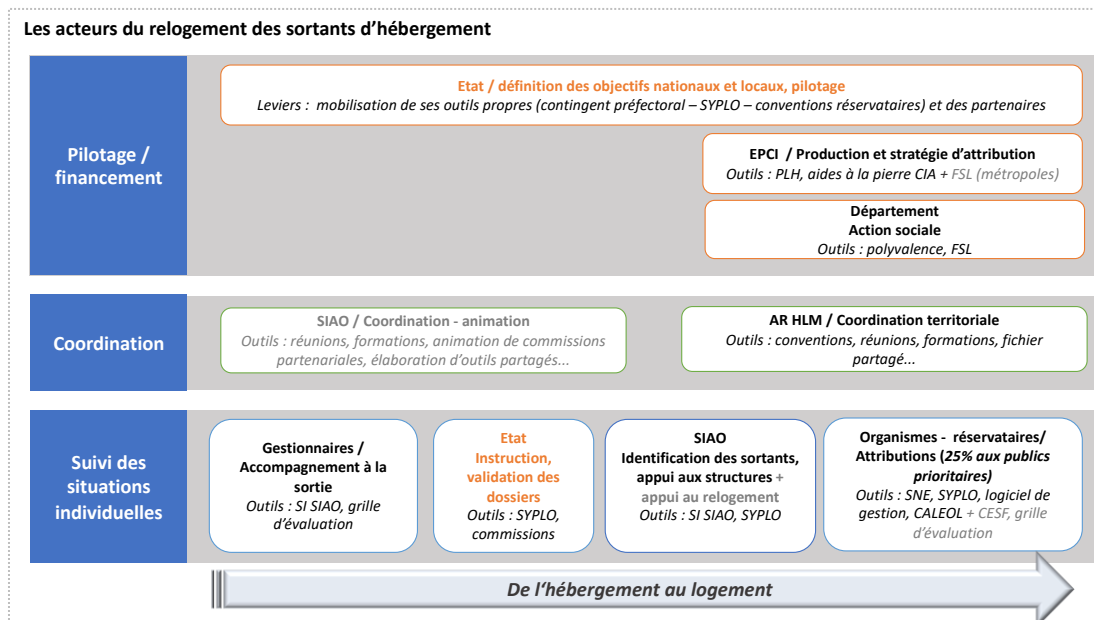 Les acteurs du relogement des sortants d’hébergement
Pilotage /
financement
Etat / définition des objectifs nationaux et locaux, pilotage
Leviers : mobilisation de ses outils propres (contingent préfectoral – SYPLO – conventions réservataires) et des partenaires
EPCI / Production et stratégie d’attribution
Outils : PLH, aides à la pierre CIA + FSL (métropoles)
Département
Action sociale
Outils : polyvalence, FSL
Coordination
SIAO / Coordination - animation
Outils : réunions, formations, animation de commissions
partenariales, élaboration d’outils partagés...
AR HLM / Coordination territoriale
Outils : conventions, réunions, formations, fichier
partagé...
Suivi des
situations
individuelles
Gestionnaires /
Accompagnement à la
sortie
Outils : SI SIAO, grille
d’évaluation
Etat
Instruction,
validation des
dossiers
Outils : SYPLO,
commissions
SIAO
Identification des sortants,
appui aux structures +
appui au relogement
Outils : SI SIAO, SYPLO
Organismes - réservataires/
Attributions (25% aux publics
prioritaires)
Outils : SNE, SYPLO, logiciel de
gestion, CALEOL + CESF, grille
d’évaluation
De l‘hébergement au logement